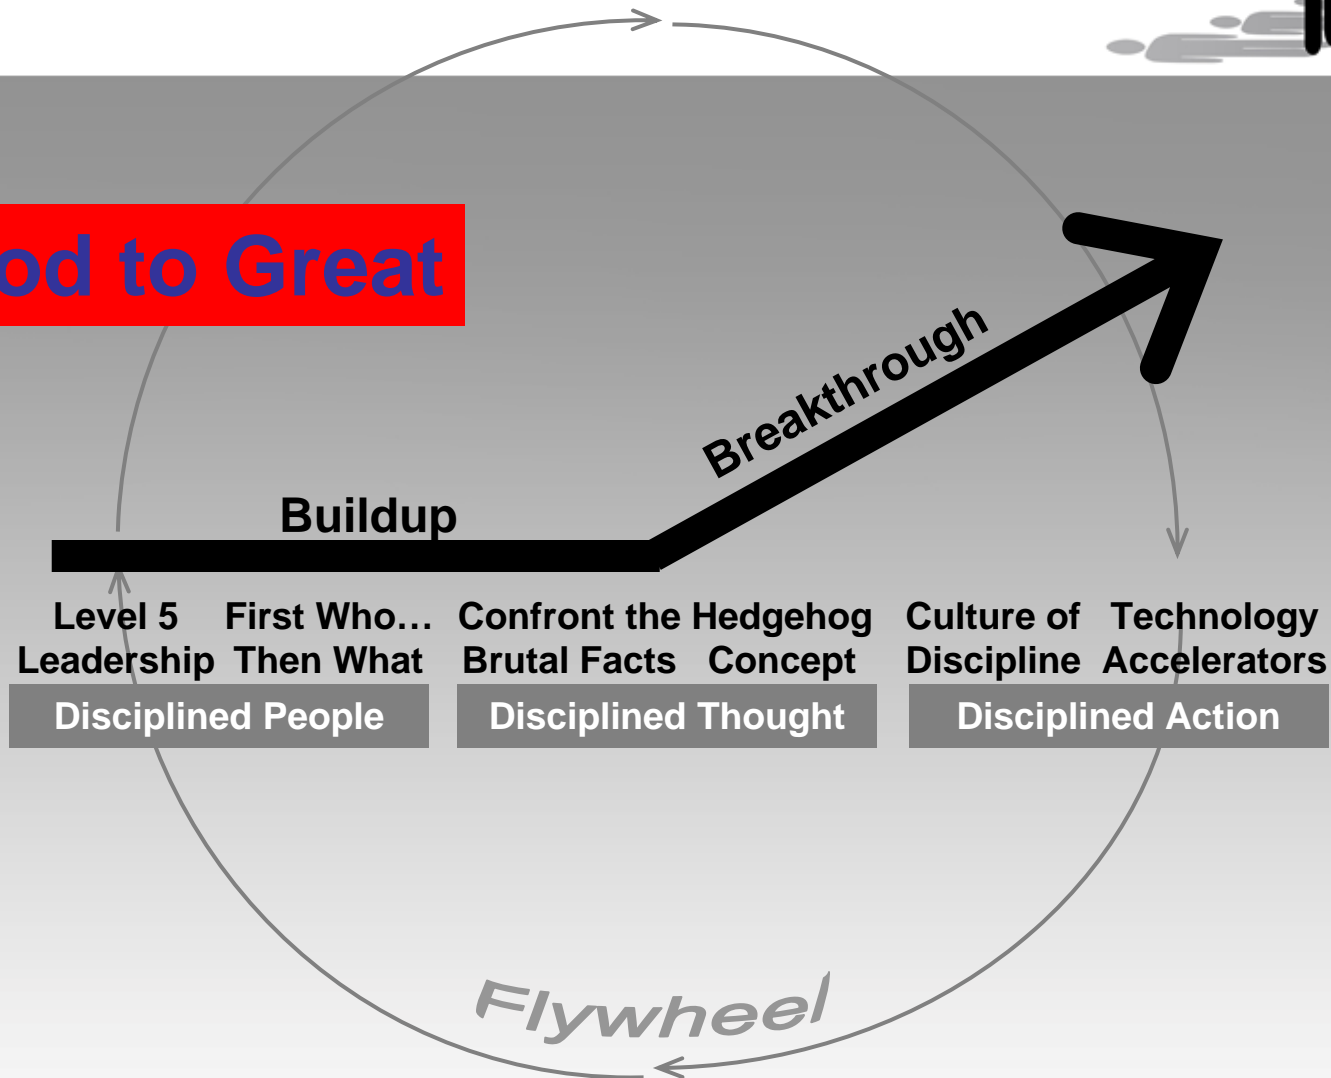 od to Great
Breakthrough
Buildup
Level 5 First Who… Confront the Hedgehog Culture of Technology
Leadership Then What Brutal Facts Concept Discipline Accelerators
Disciplined People Disciplined Thought Disciplined Action
Flywheel